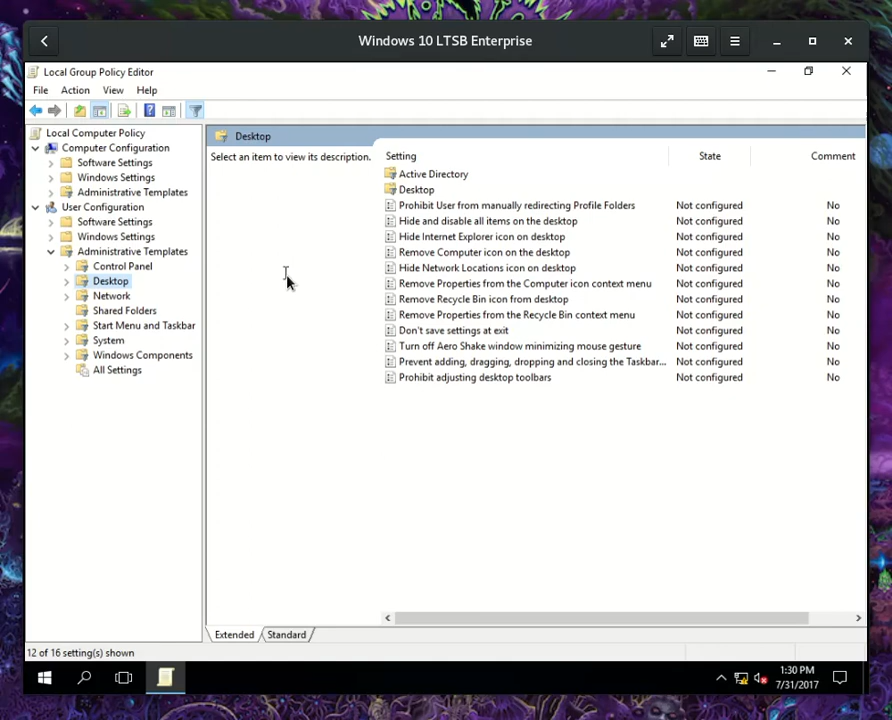 Windows 10 LTSB Enterprise
Local Group Policy Editor
File Action View Help
Local Computer Policy
Computer Configuration
Software Settings
Windows Settings
Administrative Templates
User Configuration
Software Settings
Windows Settings
Administrative Templates
Control Panel
Desktop
Network
Shared Folders
Start Menu and Taskbar
System
Windows Components
All Settings
Desktop
Select an item to view its description.
Setting State Comment
Active Directory
Desktop
Prohibit User from manually redirecting Profile Folders Not configured No
Hide and disable all items on the desktop Not configured No
Hide Internet Explorer icon on desktop Not configured No
Remove Computer icon on the desktop Not configured No
Hide Network Locations icon on desktop Not configured No
Remove Properties from the Computer icon context menu Not configured No
Remove Recycle Bin icon from desktop Not configured No
Remove Properties from the Recycle Bin context menu Not configured No
Don't save settings at exit Not configured No
Turn off Aero Shake window minimizing mouse gesture Not configured No
Prevent adding, dragging, dropping and closing the Taskbar... Not configured No
Prohibit adjusting desktop toolbars Not configured No
Extended Standard
12 of 16 setting(s) shown
1:30 PM
7/31/2017